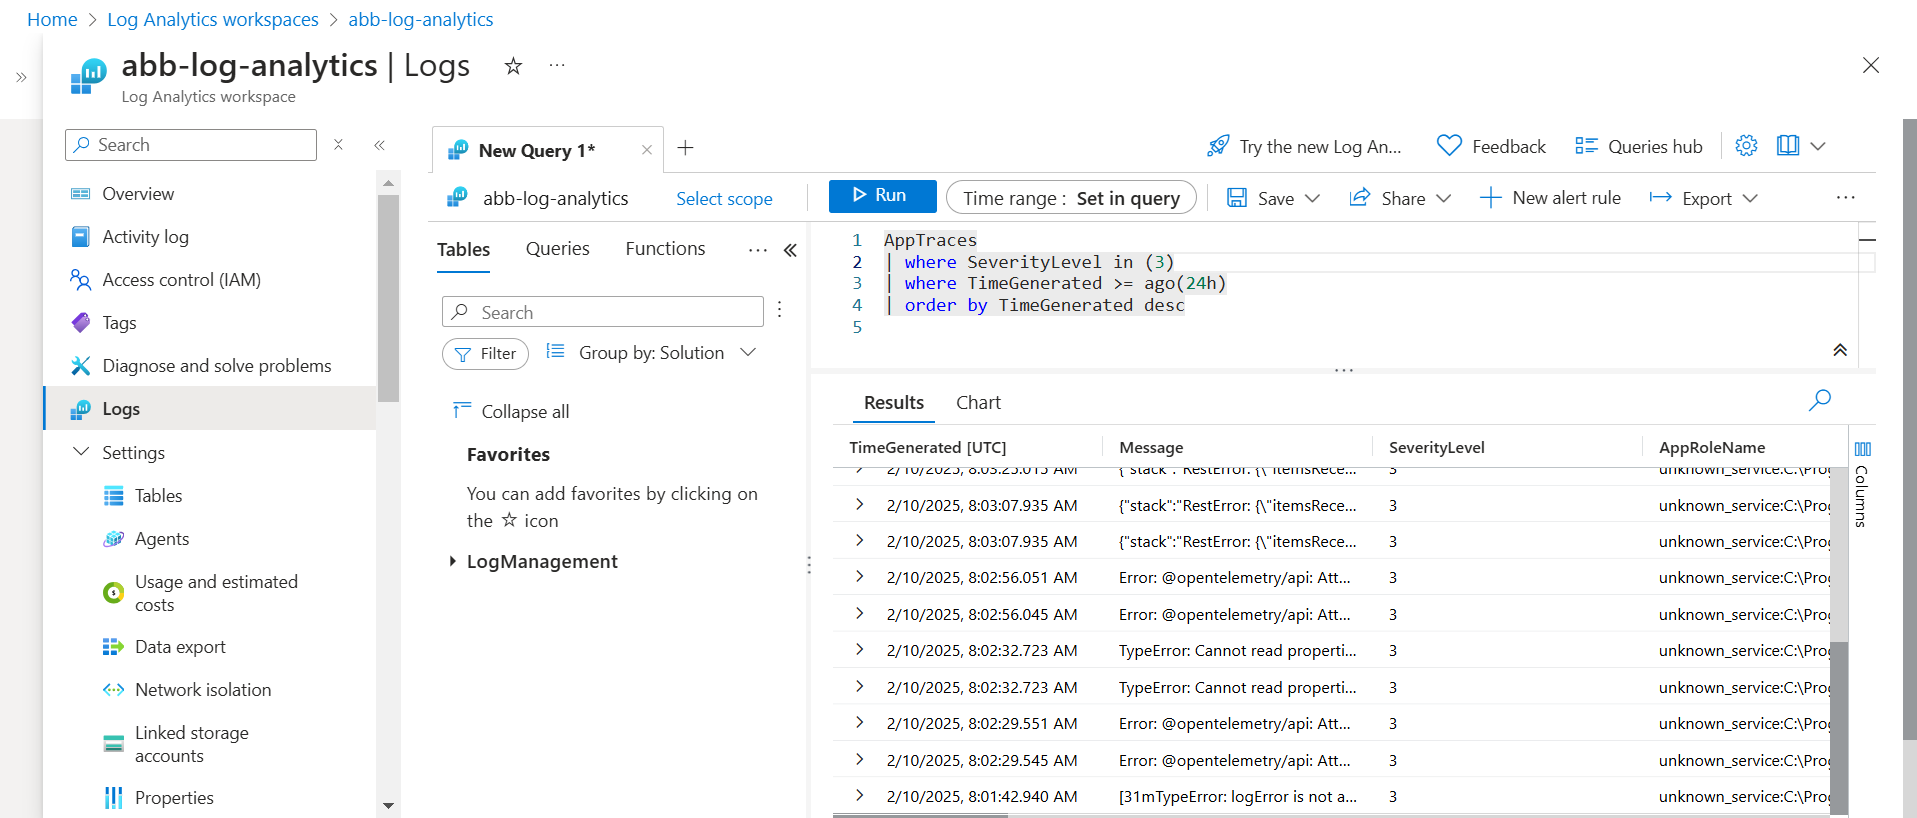 Home > Log Analytics workspaces > abb-log-analytics
abb-log-analytics | Logs
Log Analytics workspace
Search
Overview
Activity log
Access control (IAM)
Tags
Diagnose and solve problems
Logs
Settings
Tables
Agents
Usage and estimated
costs
Data export
Network isolation
Linked storage
accounts
Properties
New Query 1*
Try the new Log An...
Feedback
Queries hub
abb-log-analytics
Select scope
Run
Time range : Set in query
Save
Share
New alert rule
Export
Tables
Queries
Functions
Search
Filter
Group by: Solution
Collapse all
Favorites
You can add favorites by clicking on
the ☆ icon
LogManagement
1 AppTraces
2 | where SeverityLevel in (3)
3 | where TimeGenerated >= ago(24h)
4 | order by TimeGenerated desc
5
Results
Chart
TimeGenerated [UTC] Message SeverityLevel AppRoleName
2/10/2025, 8:03:25.015 AM {"stack":"RestError: {\"itemsRece... 3 unknown_service:C:\Prog
2/10/2025, 8:03:07.935 AM {"stack":"RestError: {\"itemsRece... 3 unknown_service:C:\Prog
2/10/2025, 8:03:07.935 AM {"stack":"RestError: {\"itemsRece... 3 unknown_service:C:\Prog
2/10/2025, 8:02:56.051 AM Error: @opentelemetry/api: Att... 3 unknown_service:C:\Prog
2/10/2025, 8:02:56.045 AM Error: @opentelemetry/api: Att... 3 unknown_service:C:\Prog
2/10/2025, 8:02:32.723 AM TypeError: Cannot read properti... 3 unknown_service:C:\Prog
2/10/2025, 8:02:32.723 AM TypeError: Cannot read properti... 3 unknown_service:C:\Prog
2/10/2025, 8:02:29.551 AM Error: @opentelemetry/api: Att... 3 unknown_service:C:\Prog
2/10/2025, 8:02:29.545 AM Error: @opentelemetry/api: Att... 3 unknown_service:C:\Prog
2/10/2025, 8:01:42.940 AM [31mTypeError: logError is not a... 3 unknown_service:C:\Prog
Columns